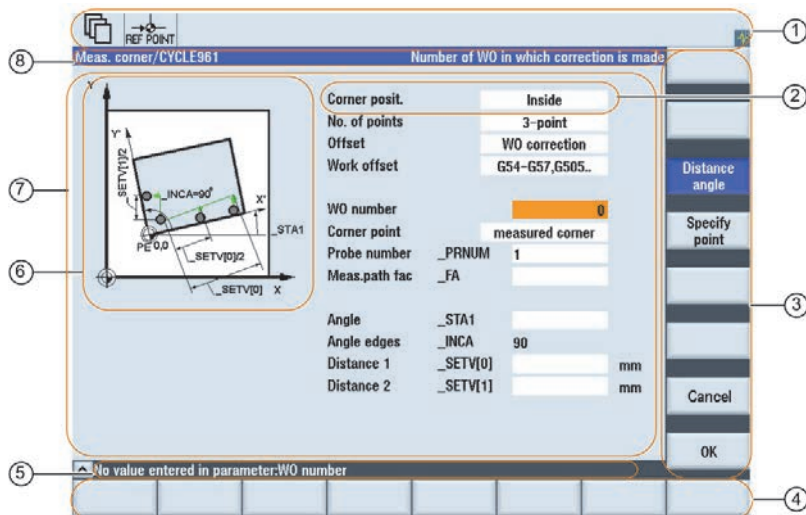 REF POINT
①
⑧
Meas. corner/CYCLE961 Number of WO in which correction is made
②
Corner posit. Inside
No. of points 3-point
Offset WO correction
Work offset G54-G57,G505..
WO number 0
Corner point measured corner
Probe number _PRNUM 1
Meas.path fac _FA
Angle _STA1
Angle edges _INCA 90
Distance 1 _SETV[0] mm
Distance 2 _SETV[1] mm
Y
Y'
SETV[1]/2
_INCA=90°
X'
_STA1
PE 0,0
_SETV[0]/2
_SETV[0]
X
⑦
⑥
Distance
angle
Specify
point
③
Cancel
OK
⑤
No value entered in parameter:WO number
④